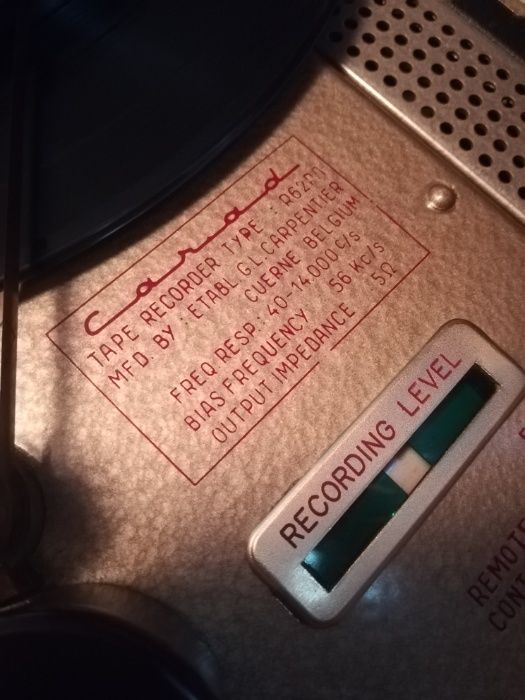 Carad
TAPE RECORDER TYPE : R62RD
MFD. BY : ETABL G.L.CARPENTIER
CUERNE BELGIUM
FREQ RESP: 40-14,000 c/s
BIAS FREQUENCY 56 Kc/s
OUTPUT IMPEDANCE 5Ω
RECORDING LEVEL